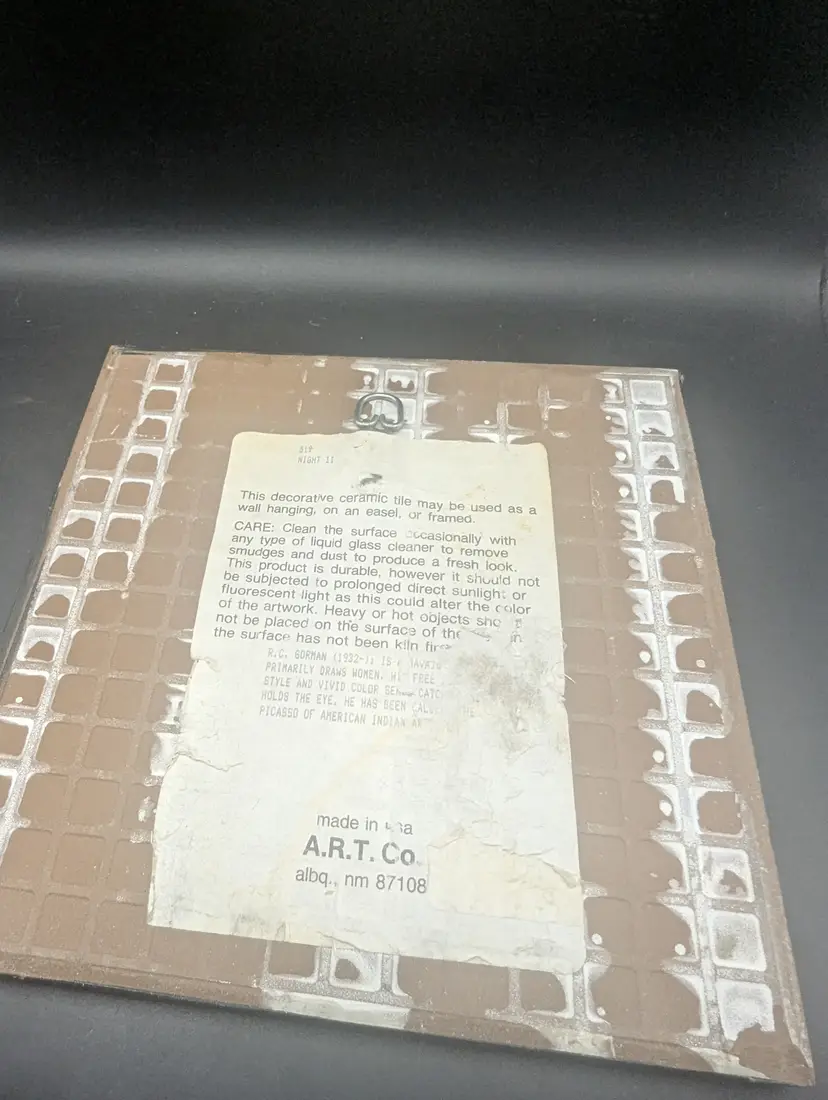 NIGHT II
This decorative ceramic tile may be used as a
wall hanging, on an easel, or framed.
CARE: Clean the surface occasionally with
any type of liquid glass cleaner to remove
smudges and dust to produce a fresh look.
This product is durable, however it should not
be subjected to prolonged direct sunlight or
fluorescent light as this could alter the color
of the artwork. Heavy or hot objects
not be placed on the surface of
the surface has not been kiln
R.C. GORMAN (1932-); IS
PRIMARILY DRAWS WOMEN. FREE
STYLE AND VIVID COLOR
HOLDS THE EYE. HE HAS BEEN
PICASSO OF AMERICAN INDIAN
made in usa
A.R.T. Co.
albq., nm 87108